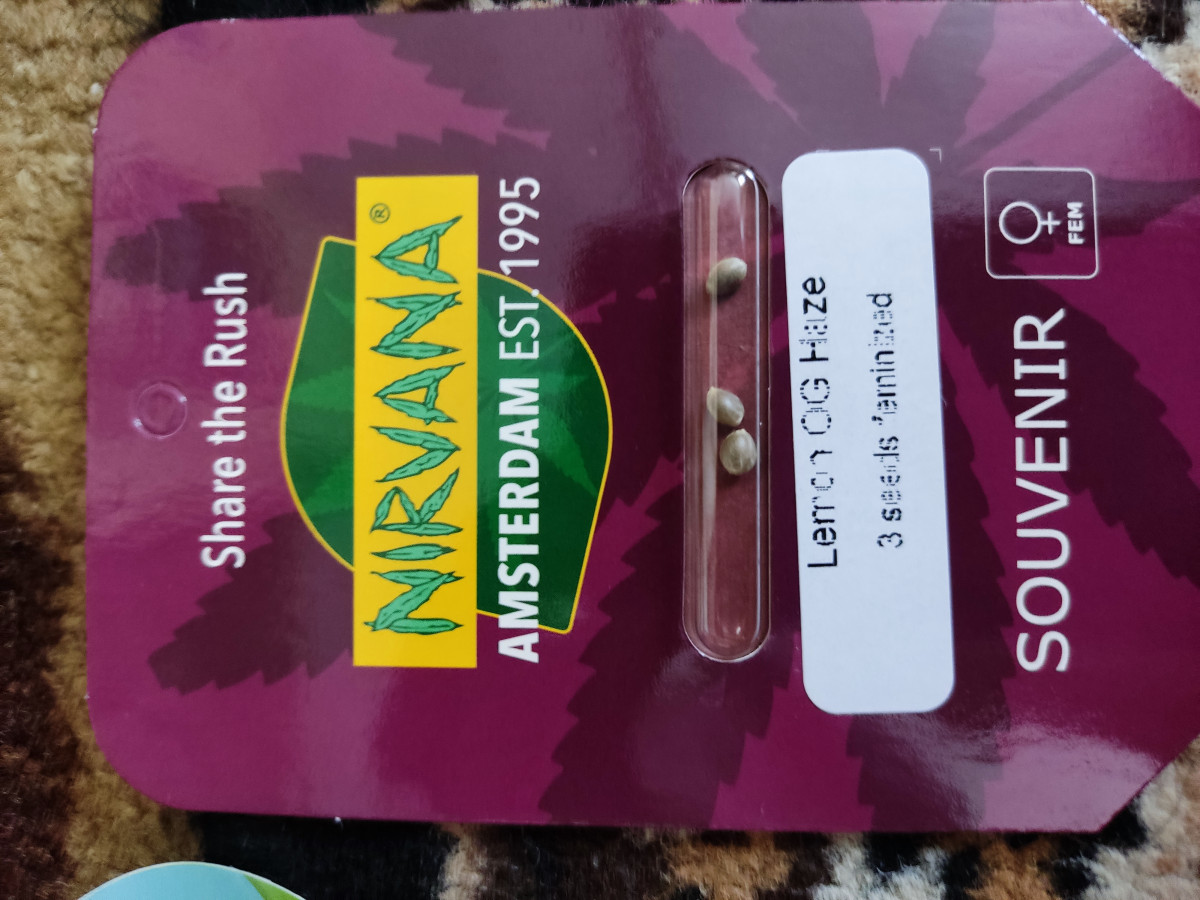 Share the Rush
NIRVANA®
AMSTERDAM EST. 1995
Lemon OG Haze
3 seeds feminized
SOUVENIR
FEM